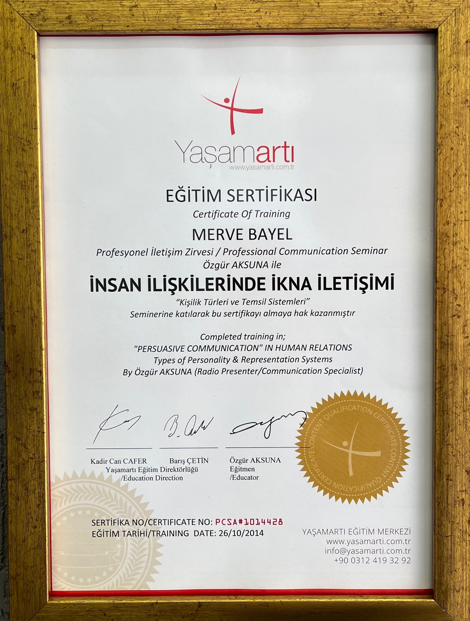 Yaşamartı
www.yasamarti.com.tr
EĞİTİM SERTİFİKASI
Certificate Of Training
MERVE BAYEL
Profesyonel İletişim Zirvesi / Professional Communication Seminar
Özgür AKSUNA ile
İNSAN İLİŞKİLERİNDE İKNA İLETİŞİMİ
“Kişilik Türleri ve Temsil Sistemleri”
Seminerine katılarak bu sertifikayı almaya hak kazanmıştır
Completed training in;
"PERSUASIVE COMMUNICATION" IN HUMAN RELATIONS
Types of Personality & Representation Systems
By Özgür AKSUNA (Radio Presenter/Communication Specialist)
Kadir Can CAFER Barış ÇETİN Özgür AKSUNA
Yaşamartı Eğitim Direktörlüğü Eğitmen
/Education Direction /Educator
SERTİFİKA NO/CERTIFICATE NO: PCSA#1014428
EĞİTİM TARİHİ/TRAINING DATE: 26/10/2014
YAŞAMARTI EĞİTİM MERKEZİ
www.yasamarti.com.tr
info@yasamarti.com.tr
+90 0312 419 32 92